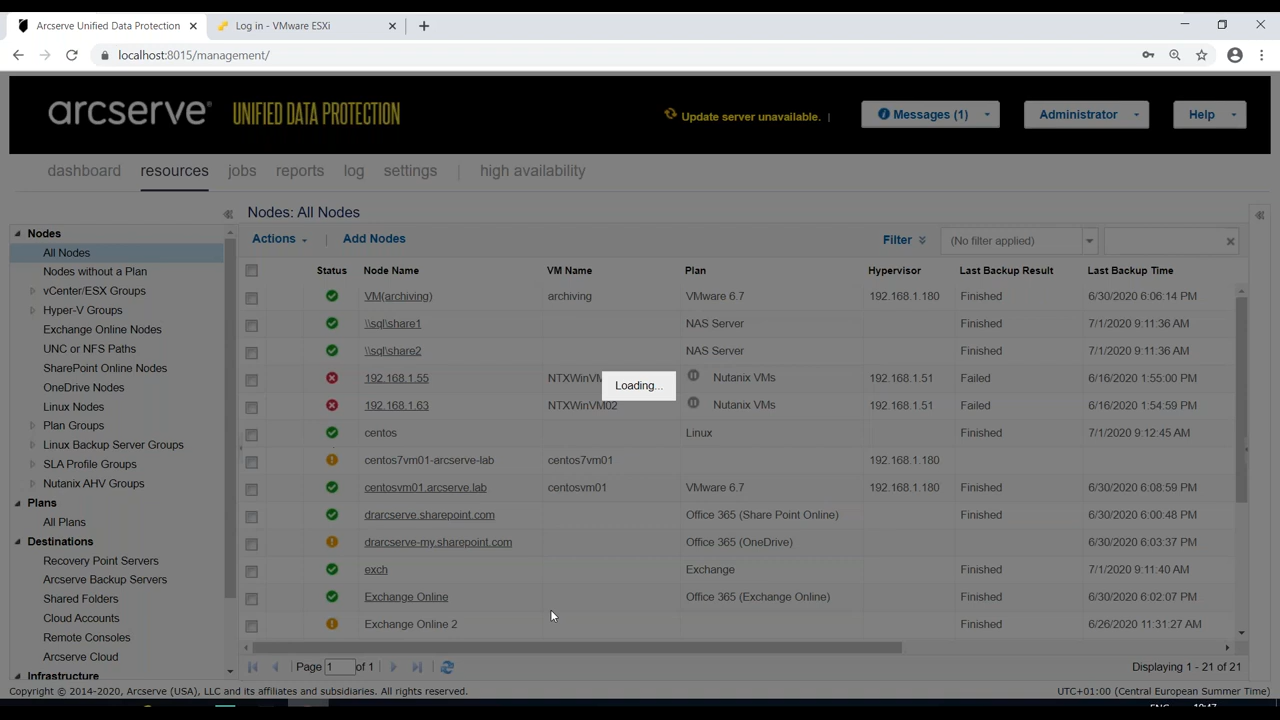 Arcserve Unified Data Protection
Log in - VMware ESXi
localhost:8015/management/
arcserve® UNIFIED DATA PROTECTION
Update server unavailable. |
Messages (1)
Administrator
Help
dashboard resources jobs reports log settings | high availability
Nodes
All Nodes
Nodes without a Plan
vCenter/ESX Groups
Hyper-V Groups
Exchange Online Nodes
UNC or NFS Paths
SharePoint Online Nodes
OneDrive Nodes
Linux Nodes
Plan Groups
Linux Backup Server Groups
SLA Profile Groups
Nutanix AHV Groups
Plans
All Plans
Destinations
Recovery Point Servers
Arcserve Backup Servers
Shared Folders
Cloud Accounts
Remote Consoles
Arcserve Cloud
Infrastructure
Nodes: All Nodes
Actions | Add Nodes
Filter (No filter applied)
Status Node Name VM Name Plan Hypervisor Last Backup Result Last Backup Time
VM(archiving) archiving VMware 6.7 192.168.1.180 Finished 6/30/2020 6:06:14 PM
\\sql\share1 NAS Server Finished 7/1/2020 9:11:36 AM
\\sql\share2 NAS Server Finished 7/1/2020 9:11:36 AM
192.168.1.55 NTXWinVM Nutanix VMs 192.168.1.51 Failed 6/16/2020 1:55:00 PM
Loading...
192.168.1.63 NTXWinVM02 Nutanix VMs 192.168.1.51 Failed 6/16/2020 1:54:59 PM
centos Linux Finished 7/1/2020 9:12:45 AM
centos7vm01-arcserve-lab centos7vm01 192.168.1.180
centosvm01.arcserve.lab centosvm01 VMware 6.7 192.168.1.180 Finished 6/30/2020 6:08:59 PM
drarcserve.sharepoint.com Office 365 (Share Point Online) Finished 6/30/2020 6:00:48 PM
drarcserve-my.sharepoint.com Office 365 (OneDrive) Finished 6/30/2020 6:03:37 PM
exch Exchange Finished 7/1/2020 9:11:40 AM
Exchange Online Office 365 (Exchange Online) Finished 6/30/2020 6:02:07 PM
Exchange Online 2 Finished 6/26/2020 11:31:27 AM
Page 1 of 1
Displaying 1 - 21 of 21
Copyright © 2014-2020, Arcserve (USA), LLC and its affiliates and subsidiaries. All rights reserved.
UTC+01:00 (Central European Summer Time)